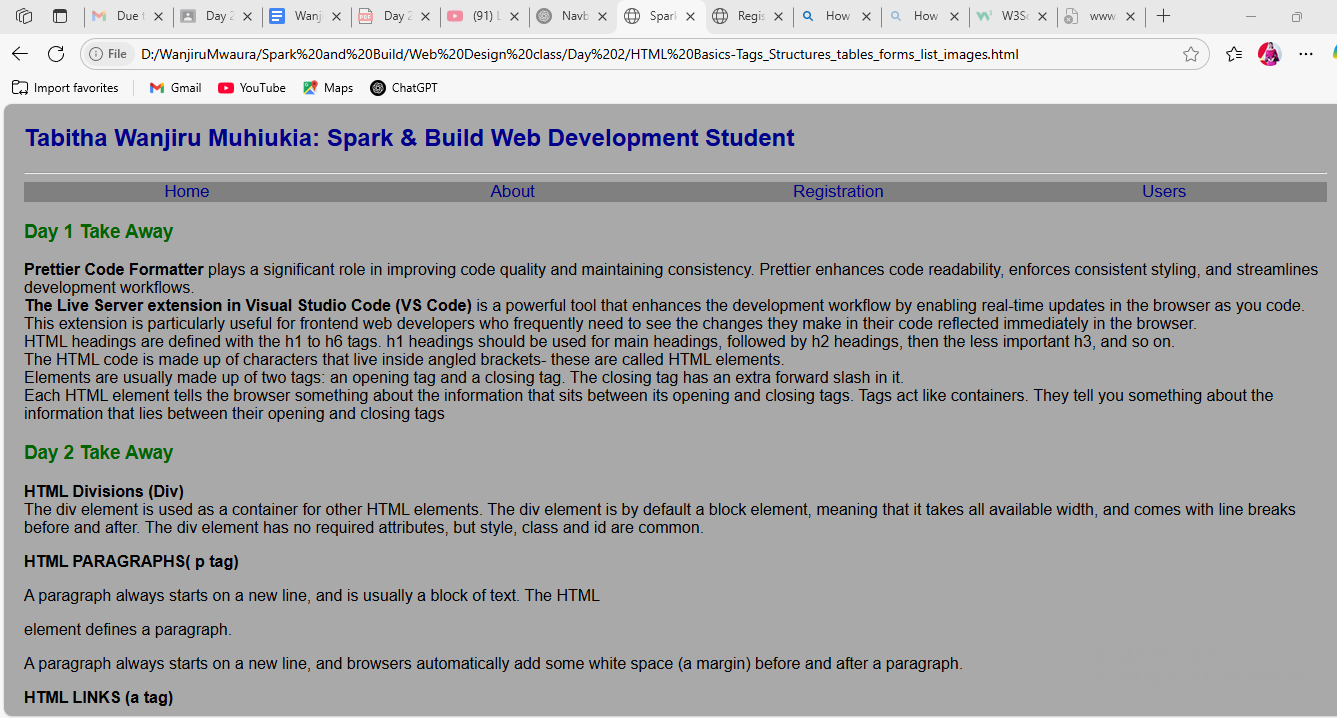 Due t
Day 2
Wanji
Day 2
(91) L
Navb
Spark
Regis
How
How
W3Sc
www.
File
D:/WanjiruMwaura/Spark%20and%20Build/Web%20Design%20class/Day%202/HTML%20Basics-Tags_Structures_tables_forms_list_images.html
Import favorites
Gmail
YouTube
Maps
ChatGPT
Tabitha Wanjiru Muhiukia: Spark & Build Web Development Student
Home About Registration Users
Day 1 Take Away
Prettier Code Formatter plays a significant role in improving code quality and maintaining consistency. Prettier enhances code readability, enforces consistent styling, and streamlines
development workflows.
The Live Server extension in Visual Studio Code (VS Code) is a powerful tool that enhances the development workflow by enabling real-time updates in the browser as you code.
This extension is particularly useful for frontend web developers who frequently need to see the changes they make in their code reflected immediately in the browser.
HTML headings are defined with the h1 to h6 tags. h1 headings should be used for main headings, followed by h2 headings, then the less important h3, and so on.
The HTML code is made up of characters that live inside angled brackets- these are called HTML elements.
Elements are usually made up of two tags: an opening tag and a closing tag. The closing tag has an extra forward slash in it.
Each HTML element tells the browser something about the information that sits between its opening and closing tags. Tags act like containers. They tell you something about the
information that lies between their opening and closing tags
Day 2 Take Away
HTML Divisions (Div)
The div element is used as a container for other HTML elements. The div element is by default a block element, meaning that it takes all available width, and comes with line breaks
before and after. The div element has no required attributes, but style, class and id are common.
HTML PARAGRAPHS( p tag)
A paragraph always starts on a new line, and is usually a block of text. The HTML
element defines a paragraph.
A paragraph always starts on a new line, and browsers automatically add some white space (a margin) before and after a paragraph.
HTML LINKS (a tag)